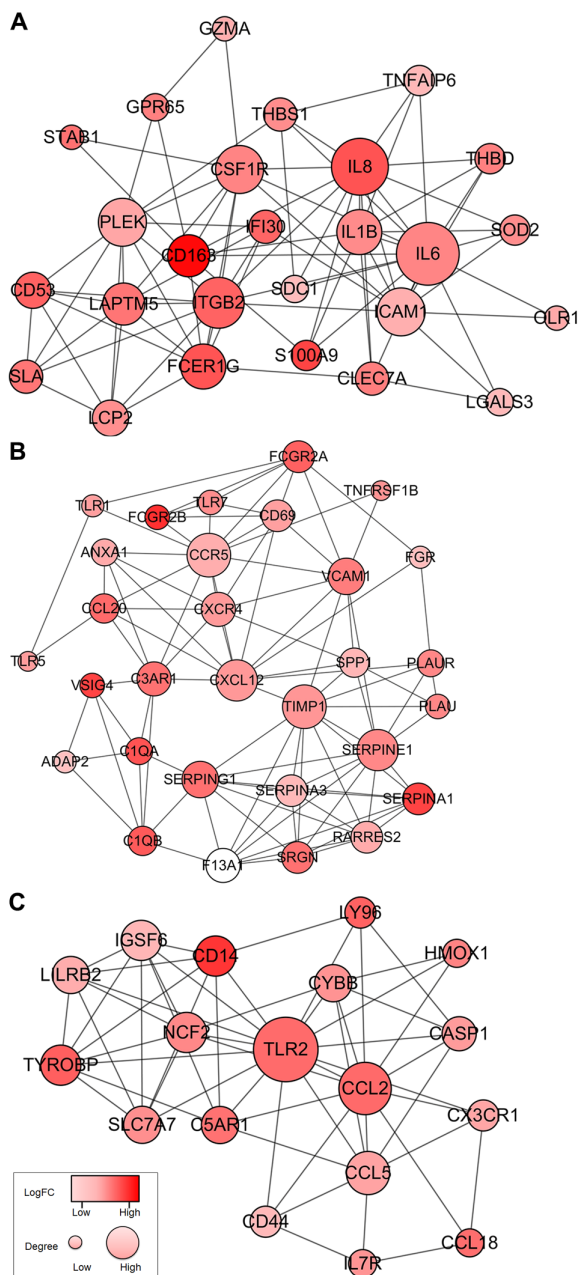 A
GZMA
TNFAIP6
GPR65
THBS1
STAB1
CSF1R
IL8
THBD
PLEK
IFI30
IL1B
SOD2
CD163
IL6
CD53
LAPTM5
ITGB2
SDC1
ICAM1
OLR1
SLA
FCER1G
S100A9
CLEC7A
LCP2
LGALS3
B
FCGR2A
TNFRSF1B
TLR1
FCGR2B
TLR7
CD69
ANXA1
CCR5
FGR
VCAM1
CCL20
CXCR4
TLR5
C3AR1
CXCL12
SPP1
PLAUR
VSIG4
TIMP1
PLAU
C1QA
SERPINE1
ADAP2
SERPING1
SERPINA3
SERPINA1
C1QB
F13A1
SRGN
RARRES2
C
LY96
IGSF6
CD14
HMOX1
LILRB2
CYBB
NCF2
TLR2
CASP1
TYROBP
CCL2
SLC7A7
C5AR1
CX3CR1
CCL5
CD44
IL7R
CCL18
LogFC
Low High
Degree
Low High